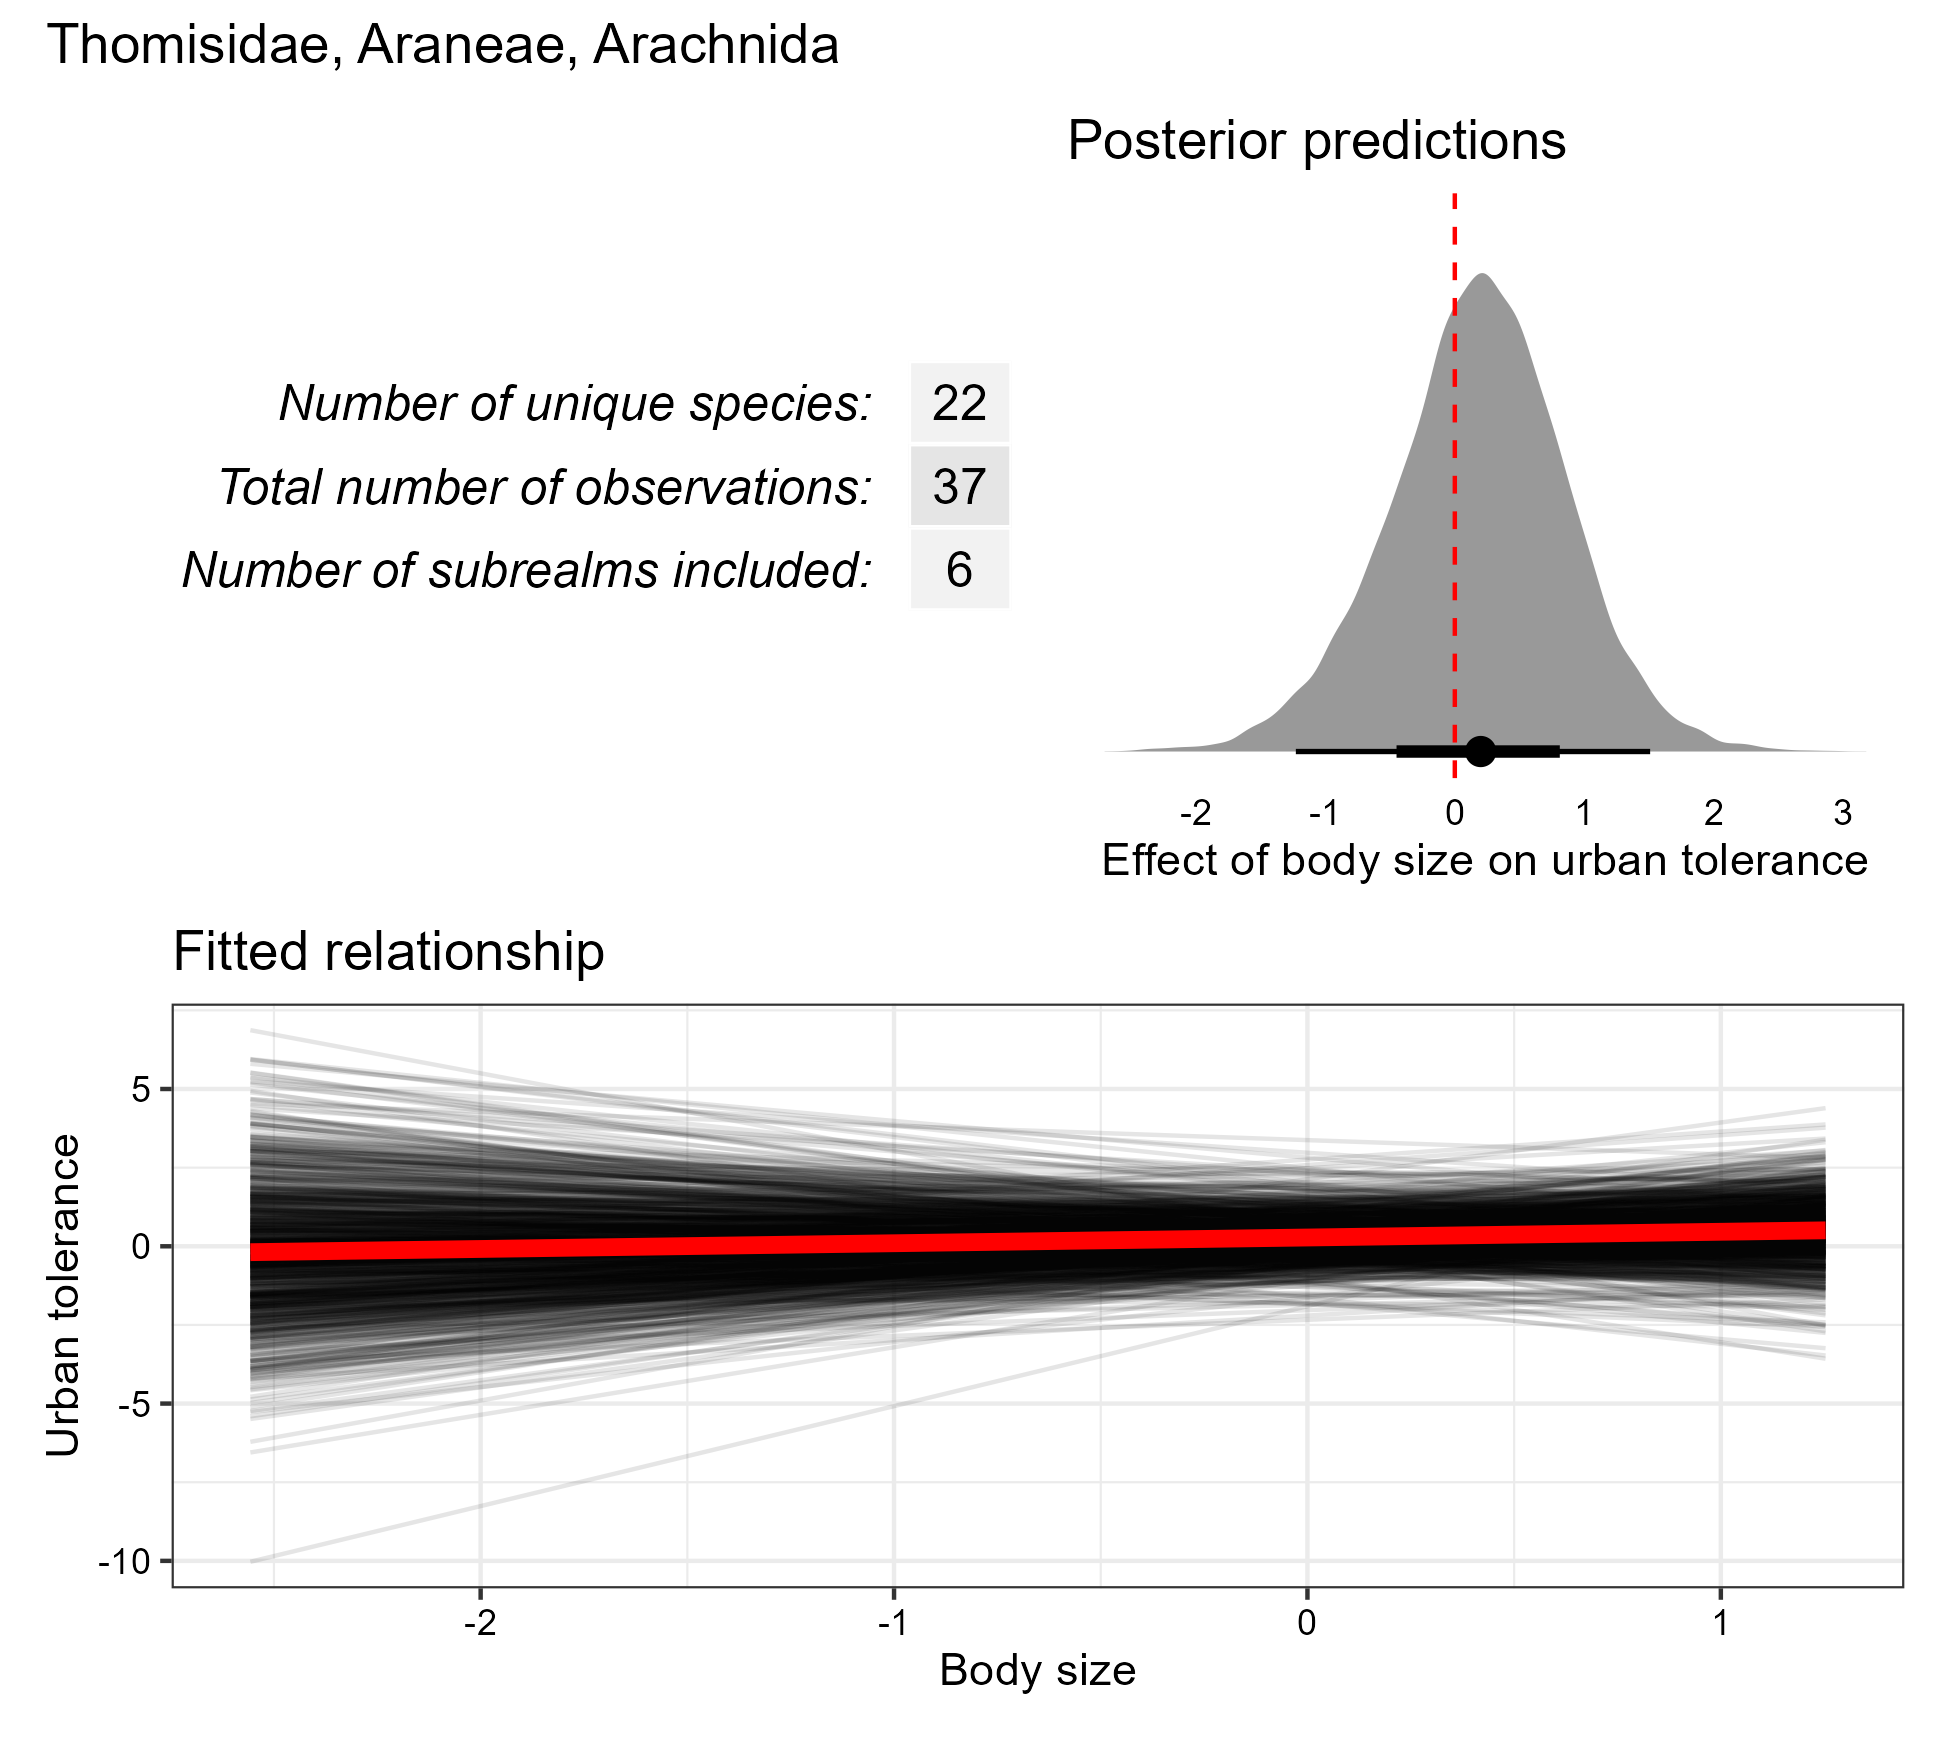 Thomisidae, Araneae, Arachnida
Posterior predictions
Number of unique species: 22
Total number of observations: 37
Number of subrealms included: 6
-2 -1 0 1 2 3
Effect of body size on urban tolerance
Fitted relationship
Urban tolerance
5
0
-5
-10
-2 -1 0 1
Body size